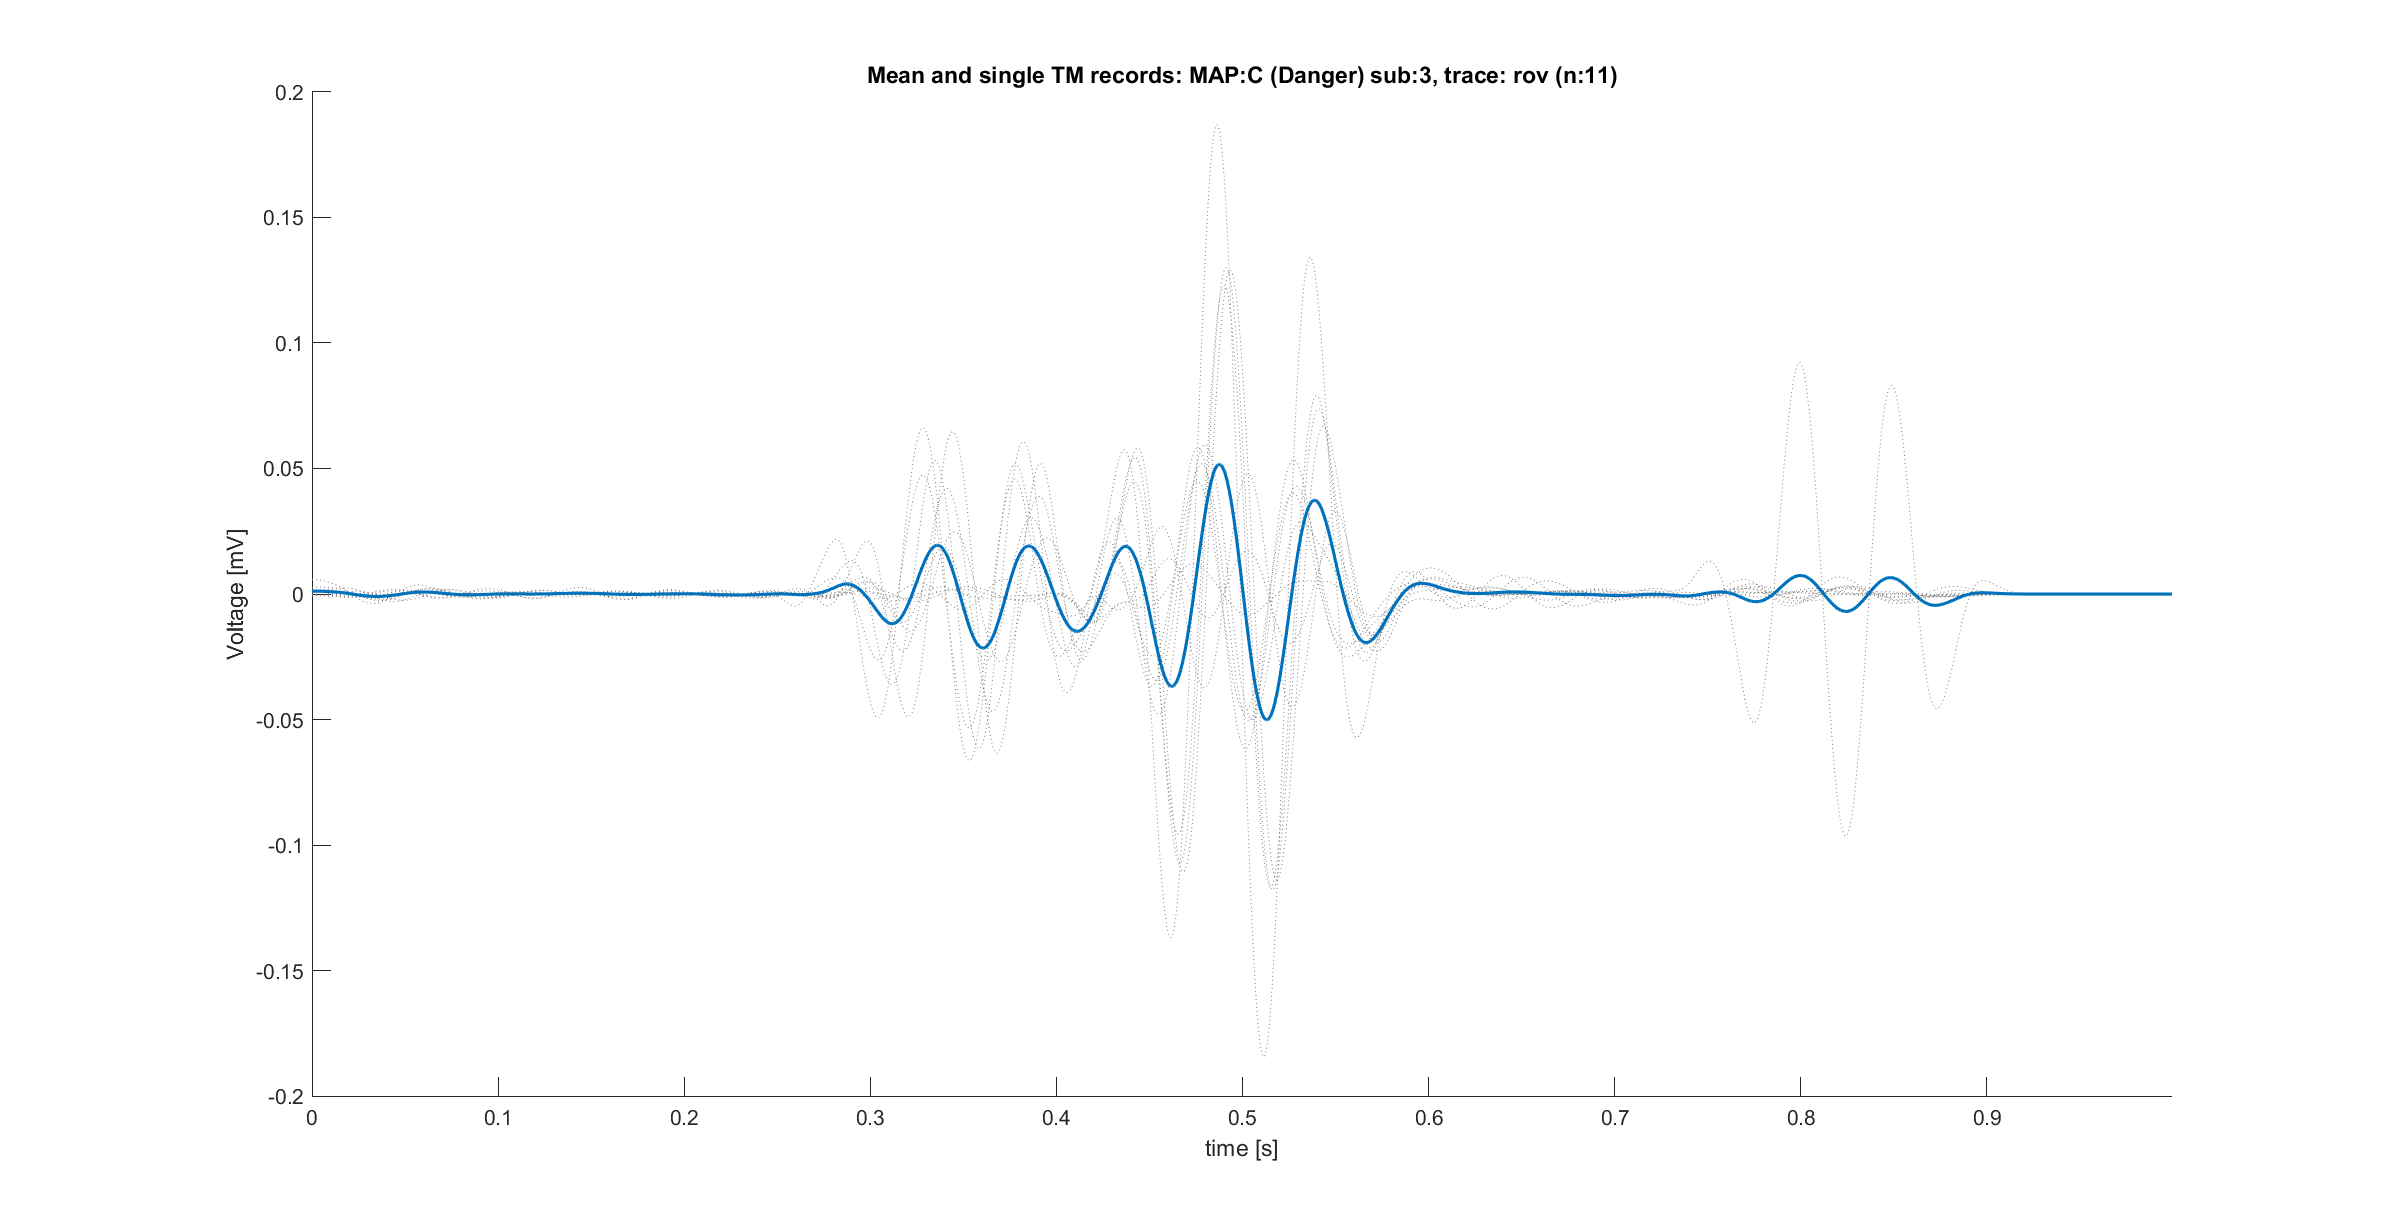 Mean and single TM records: MAP:C (Danger) sub:3, trace: rov (n:11)
0.2
0.15
0.1
0.05
0
-0.05
-0.1
-0.15
-0.2
Voltage [mV]
0 0.1 0.2 0.3 0.4 0.5 0.6 0.7 0.8 0.9
time [s]